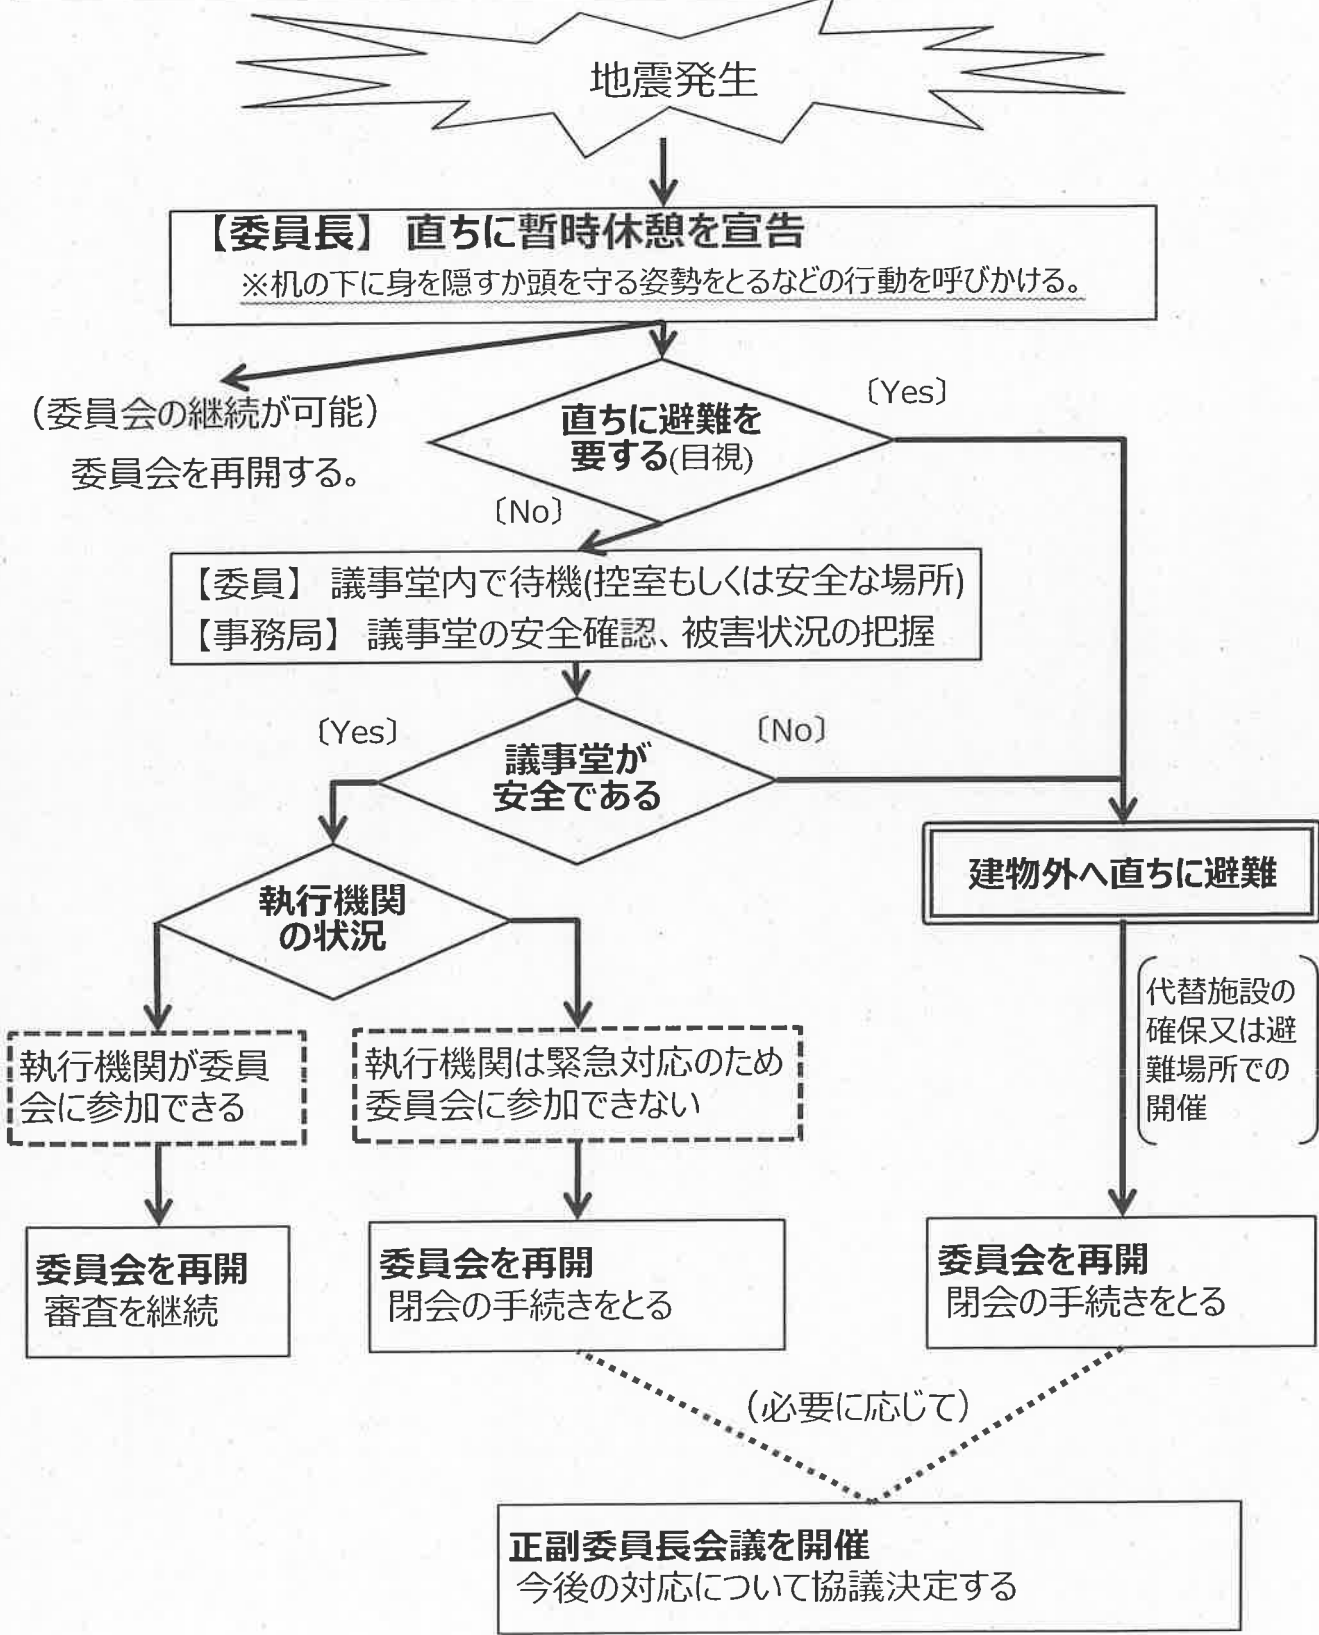 地震発生
【委員長】 直ちに暫時休憩を宣告
※机の下に身を隠すか頭を守る姿勢をとるなどの行動を呼びかける。
（委員会の継続が可能）
委員会を再開する。
直ちに避難を
要する(目視)
〔Yes〕
〔No〕
【委員】 議事堂内で待機(控室もしくは安全な場所)
【事務局】 議事堂の安全確認、被害状況の把握
〔Yes〕
議事堂が
安全である
〔No〕
執行機関
の状況
建物外へ直ちに避難
代替施設の
確保又は避
難場所での
開催
執行機関が委員
会に参加できる
執行機関は緊急対応のため
委員会に参加できない
委員会を再開
審査を継続
委員会を再開
閉会の手続きをとる
委員会を再開
閉会の手続きをとる
（必要に応じて）
正副委員長会議を開催
今後の対応について協議決定する